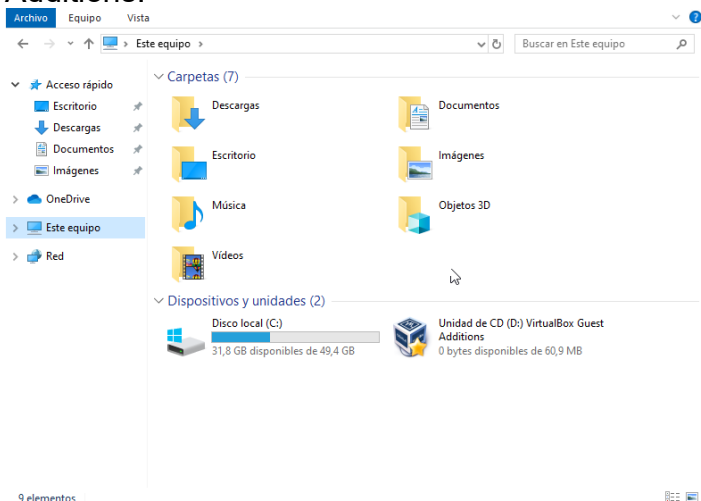 Additions.
Archivo Equipo Vista
Este equipo
Buscar en Este equipo
Acceso rápido
Escritorio
Descargas
Documentos
Imágenes
OneDrive
Este equipo
Red
Carpetas (7)
Descargas
Documentos
Escritorio
Imágenes
Música
Objetos 3D
Vídeos
Dispositivos y unidades (2)
Disco local (C:)
31,8 GB disponibles de 49,4 GB
Unidad de CD (D:) VirtualBox Guest
Additions
0 bytes disponibles de 60,9 MB
9 elementos